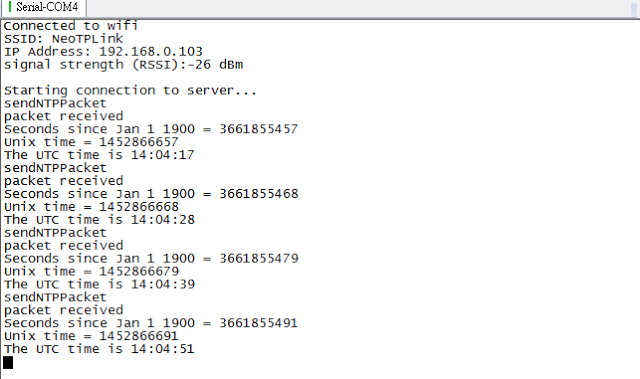 Serial-COM4
Connected to wifi
SSID: NeoTPLink
IP Address: 192.168.0.103
signal strength (RSSI):-26 dBm
Starting connection to server...
sendNTPPacket
packet received
Seconds since Jan 1 1900 = 3661855457
Unix time = 1452866657
The UTC time is 14:04:17
sendNTPPacket
packet received
Seconds since Jan 1 1900 = 3661855468
Unix time = 1452866668
The UTC time is 14:04:28
sendNTPPacket
packet received
Seconds since Jan 1 1900 = 3661855479
Unix time = 1452866679
The UTC time is 14:04:39
sendNTPPacket
packet received
Seconds since Jan 1 1900 = 3661855491
Unix time = 1452866691
The UTC time is 14:04:51